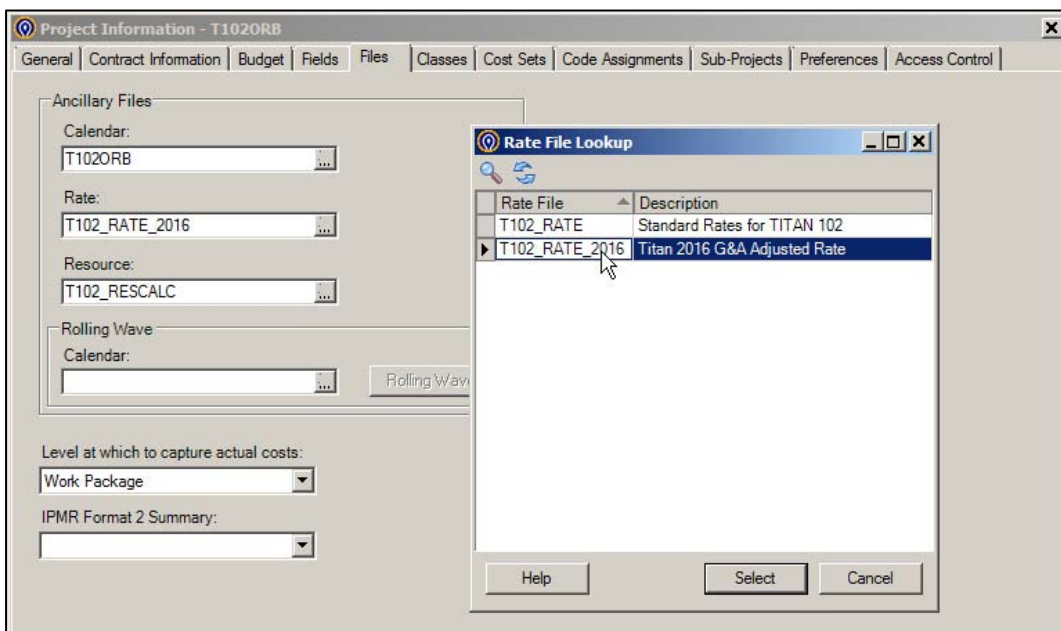 Project Information - T102ORB
General Contract Information Budget Fields Files Classes Cost Sets Code Assignments Sub-Projects Preferences Access Control
Ancillary Files
Calendar:
T102ORB
...
Rate:
T102_RATE_2016
...
Resource:
T102_RESCALC
...
Rolling Wave
Calendar:
...
Rolling Wav
Level at which to capture actual costs:
Work Package
IPMR Format 2 Summary:
Rate File Lookup
Rate File Description
T102_RATE Standard Rates for TITAN 102
T102_RATE_2016 Titan 2016 G&A Adjusted Rate
Help Select Cancel